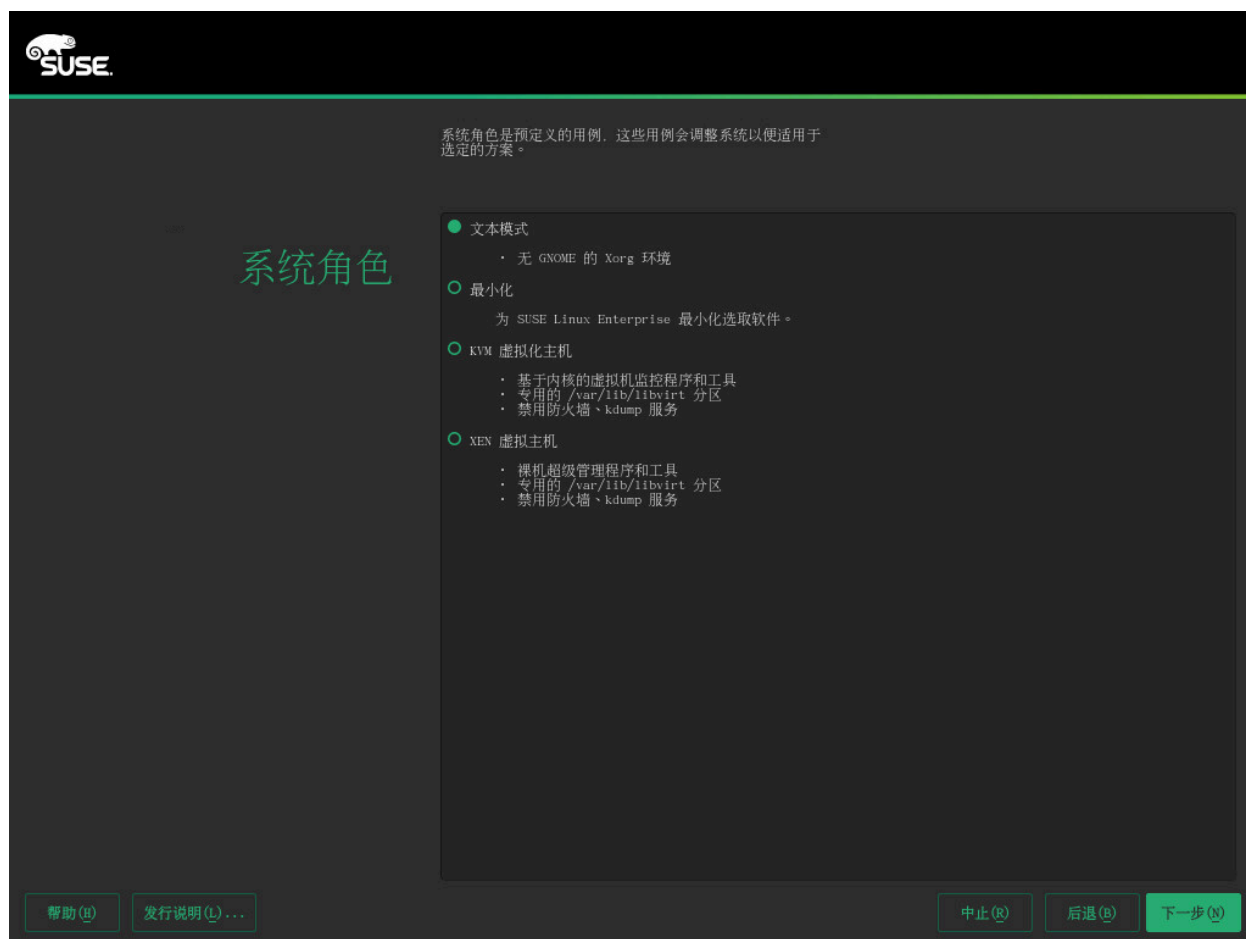 SUSE.
系统角色是预定义的用例．这些用例会调整系统以便适用于
选定的方案。
系统角色
文本模式
· 无 GNOME 的 Xorg 环境
最小化
为 SUSE Linux Enterprise 最小化选取软件。
KVM 虚拟化主机
· 基于内核的虚拟机监控程序和工具
· 专用的 /var/lib/libvirt 分区
· 禁用防火墙、kdump 服务
XEN 虚拟主机
· 裸机超级管理程序和工具
· 专用的 /var/lib/libvirt 分区
· 禁用防火墙、kdump 服务
帮助(H) 发行说明(L)... 中止(R) 后退(B) 下一步(N)